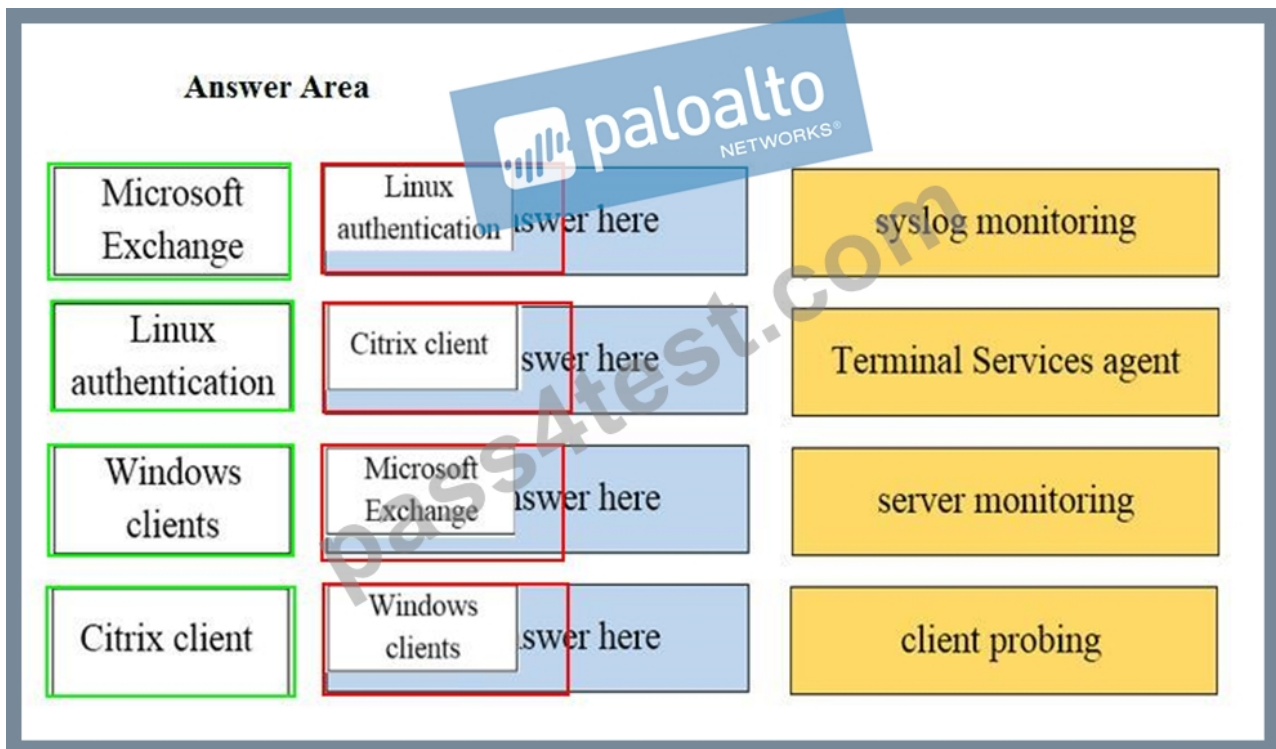 Answer Area
paloalto
NETWORKS®
Microsoft
Exchange
Linux
authentication
swer here
syslog monitoring
Linux
authentication
Citrix client
swer here
Terminal Services agent
Windows
clients
Microsoft
Exchange
swer here
server monitoring
Citrix client
Windows
clients
swer here
client probing
pass4test.com